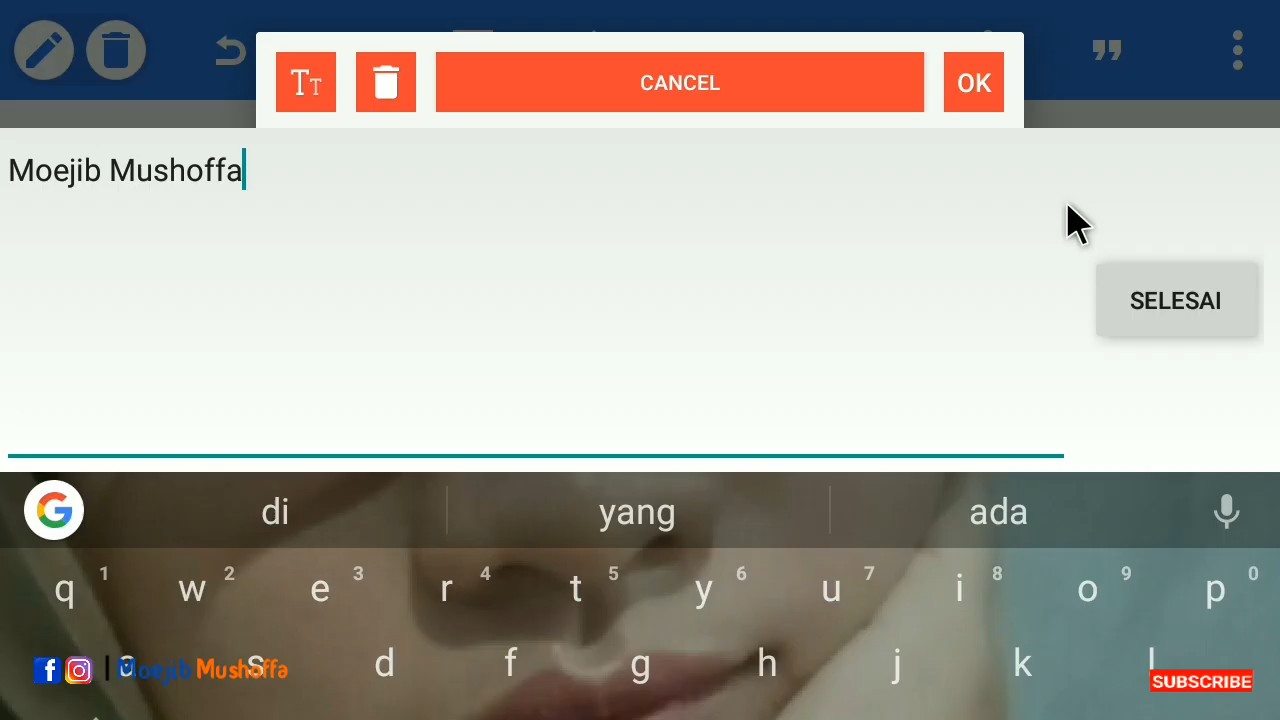 Tт CANCEL OK
Moejib Mushoffa
SELESAI
G di yang ada
q 1 w 2 e 3 r 4 t 5 y 6 u 7 i 8 o 9 p 0
a s d f g h j k l
f | Moejib Mushoffa
SUBSCRIBE